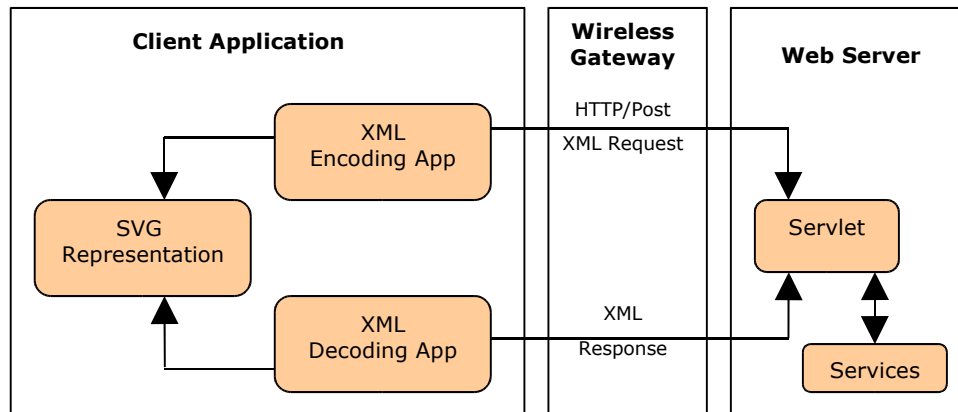 Client Application
Wireless
Gateway
Web Server
XML
Encoding App
HTTP/Post
XML Request
SVG
Representation
Servlet
XML
Decoding App
XML
Response
Services